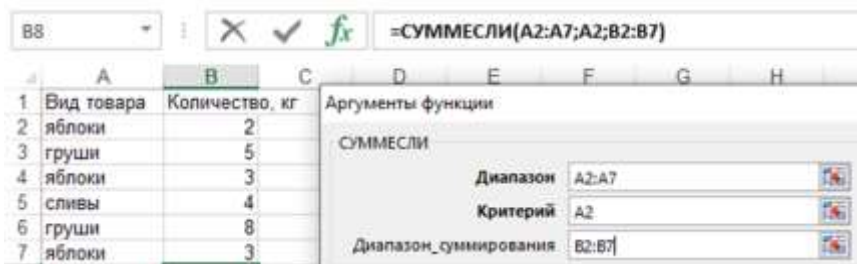 B8 fx =СУММЕСЛИ(A2:A7;A2;B2:B7)
A B C D E F G H
1 Вид товара Количество, кг Аргументы функции
2 яблоки 2
СУММЕСЛИ
3 груши 5
4 яблоки 3 Диапазон A2:A7
5 сливы 4 Критерий A2
6 груши 8
7 яблоки 3 Диапазон_суммирования B2:B7